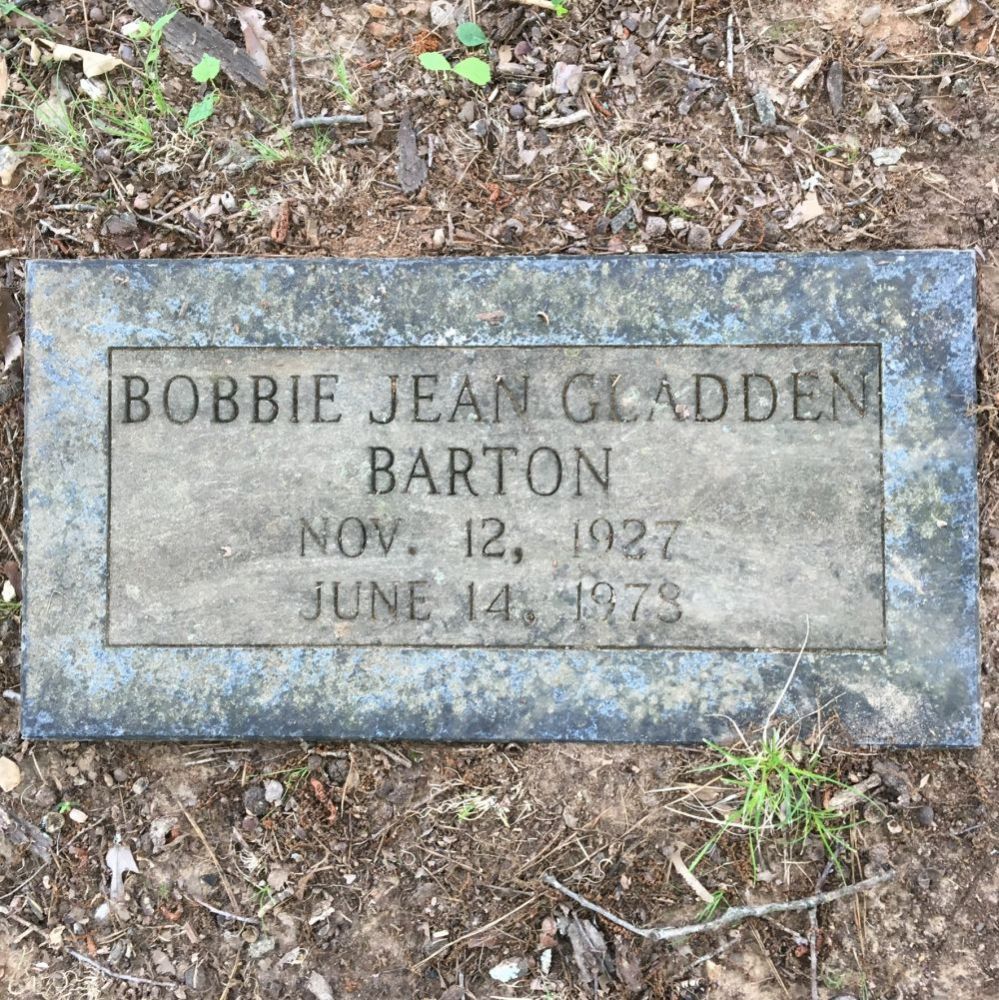 BOBBIE JEAN GLADDEN
BARTON
NOV. 12, 1927
JUNE 14, 1978